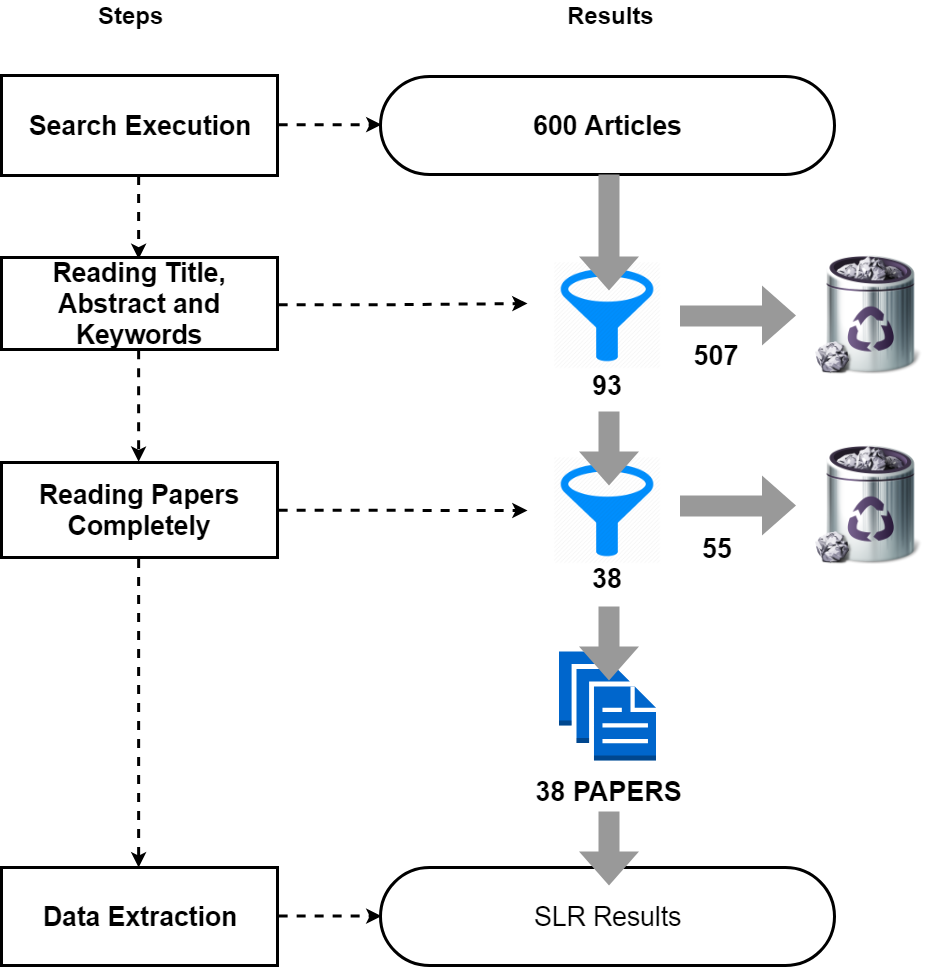 Steps
Results
Search Execution
600 Articles
Reading Title,
Abstract and
Keywords
507
93
Reading Papers
Completely
55
38
38 PAPERS
Data Extraction
SLR Results